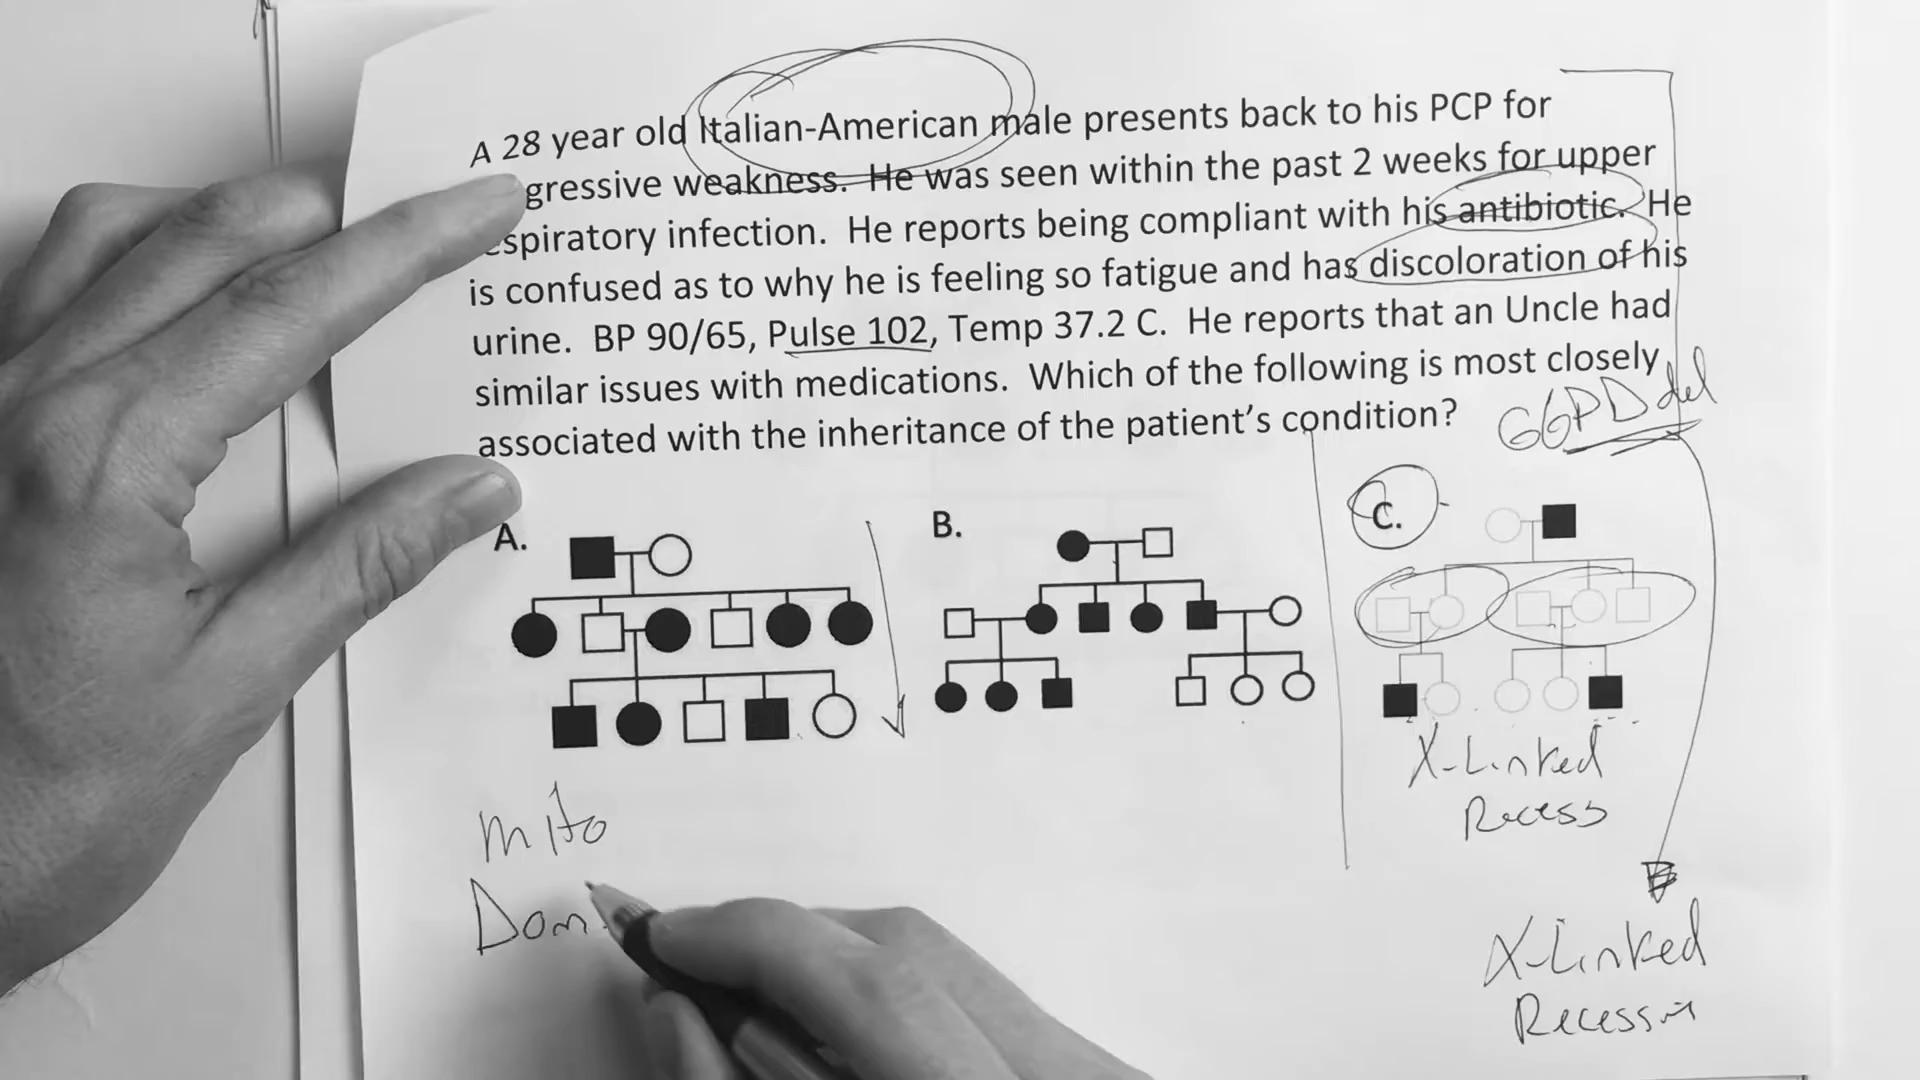 A 28 year old Italian-American male presents back to his PCP for
gressive weakness. He was seen within the past 2 weeks for upper
espiratory infection. He reports being compliant with his antibiotic. He
is confused as to why he is feeling so fatigue and has discoloration of his
urine. BP 90/65, Pulse 102, Temp 37.2 C. He reports that an Uncle had
similar issues with medications. Which of the following is most closely
associated with the inheritance of the patient's condition?
G6PD def
A.
B.
C.
X-Linked
Recess
Mito
Dom
X-Linked
Recessive